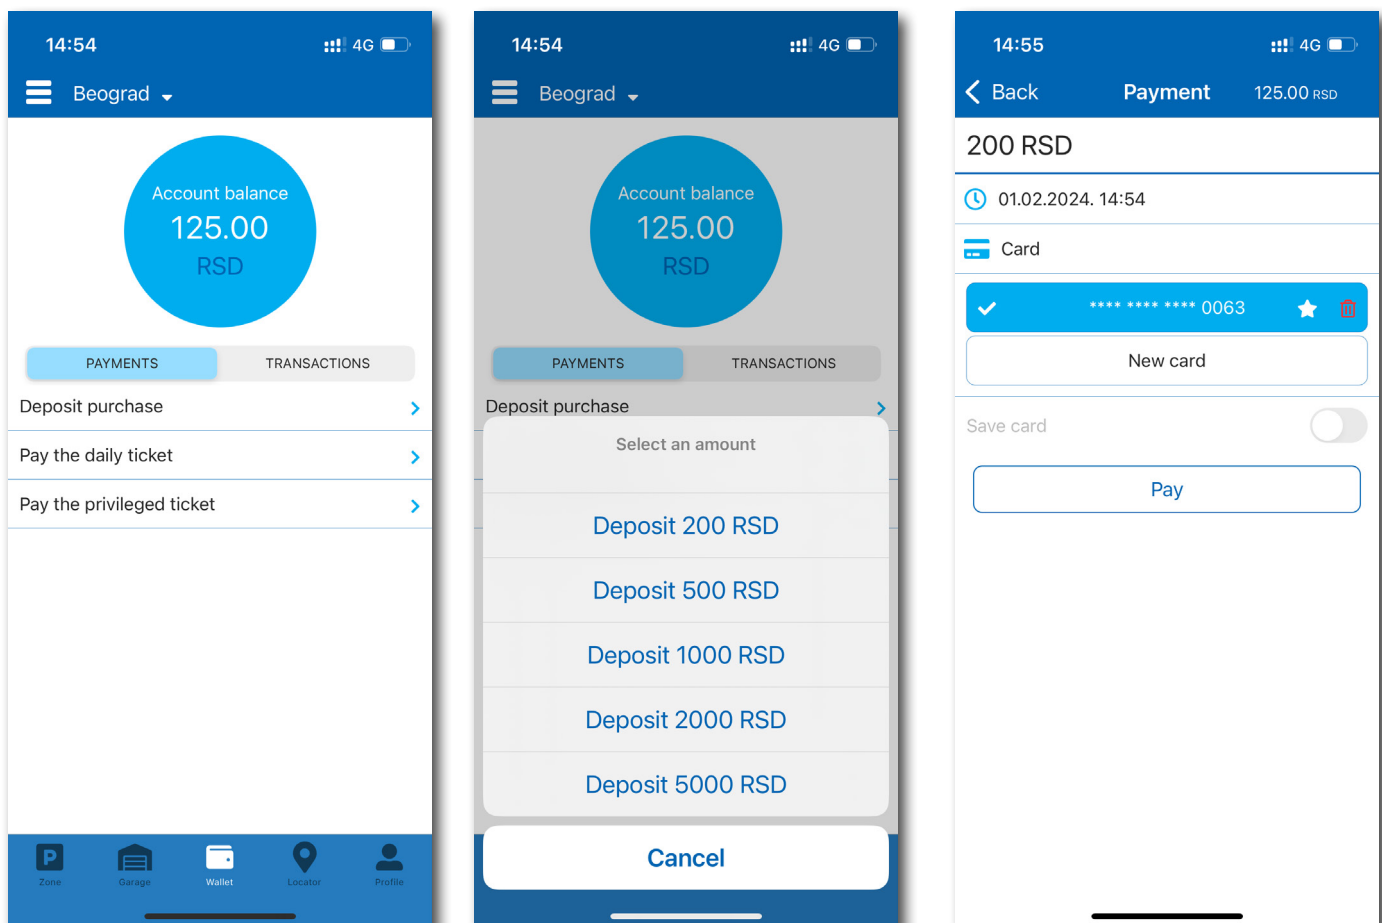 14:54
4G
Beograd
Account balance
125.00
RSD
PAYMENTS TRANSACTIONS
Deposit purchase
Pay the daily ticket
Pay the privileged ticket
P
Zone Garage Wallet Locator Profile
14:54
4G
Beograd
Account balance
125.00
RSD
PAYMENTS TRANSACTIONS
Deposit purchase
Select an amount
Deposit 200 RSD
Deposit 500 RSD
Deposit 1000 RSD
Deposit 2000 RSD
Deposit 5000 RSD
Cancel
14:55
4G
Back Payment 125.00 RSD
200 RSD
01.02.2024. 14:54
Card
**** **** **** 0063
New card
Save card
Pay